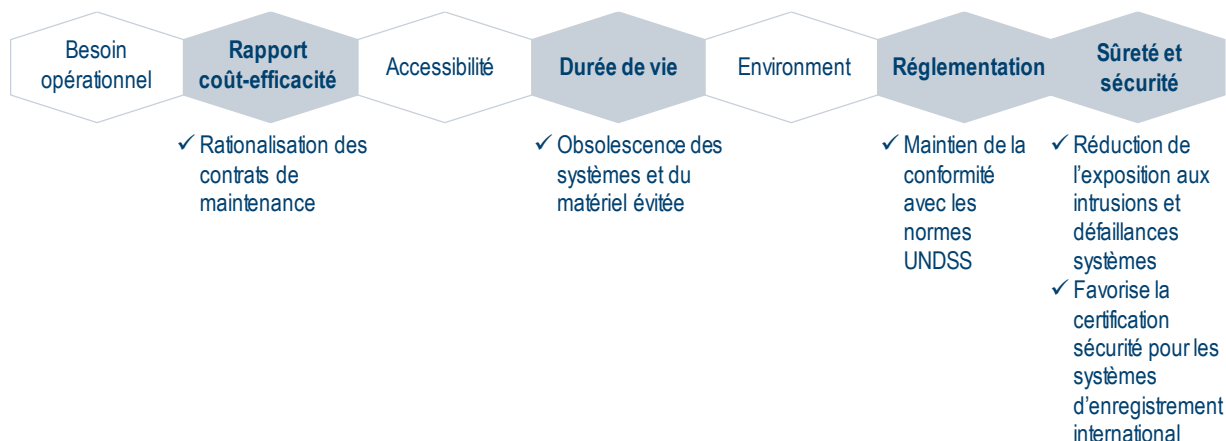 Besoin
opérationnel
Rapport
coût-efficacité
Accessibilité
Durée de vie
Environment
Réglementation
Sûreté et
sécurité
✓ Rationalisation des
contrats de
maintenance
✓ Obsolescence des
systèmes et du
matériel évitée
✓ Maintien de la
conformité
avec les
normes
UNDSS
✓ Réduction de
l’exposition aux
intrusions et
défaillances
systèmes
✓ Favorise la
certification
sécurité pour les
systèmes
d’enregistrement
international